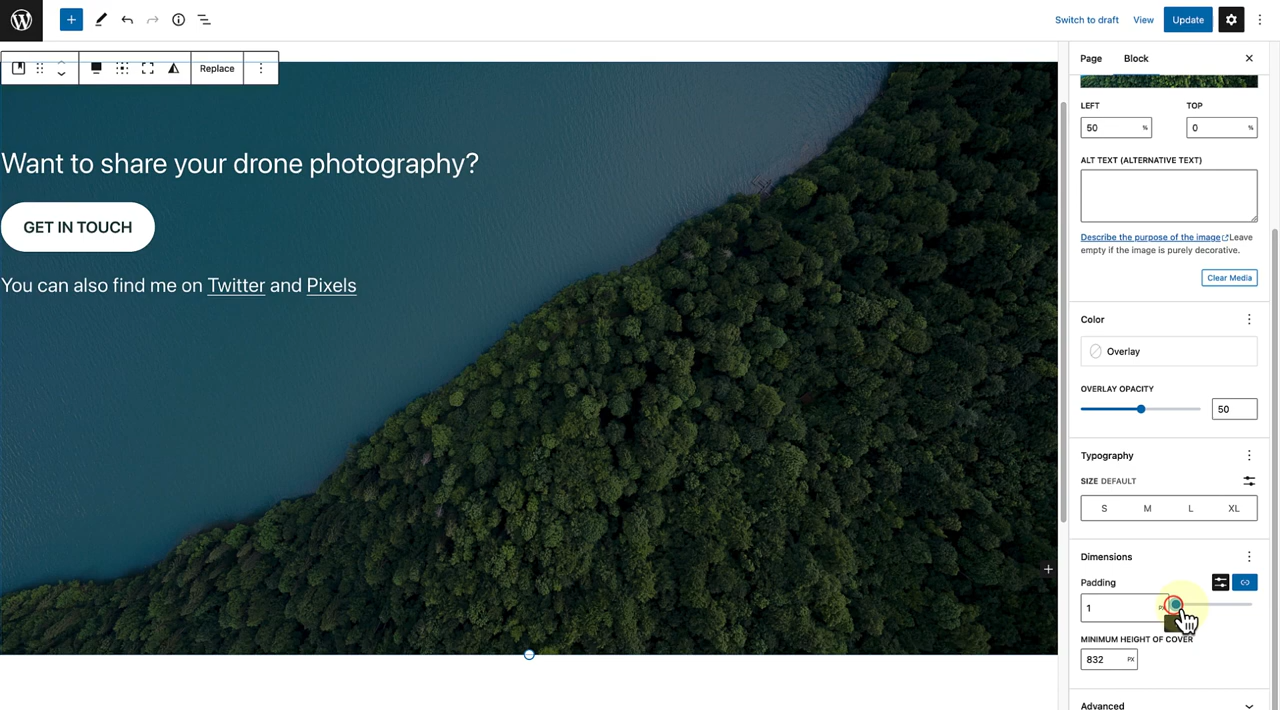 Switch to draft View Update
Page Block
Replace
LEFT TOP
50 % 0 %
ALT TEXT (ALTERNATIVE TEXT)
Want to share your drone photography?
GET IN TOUCH
Describe the purpose of the image Leave
empty if the image is purely decorative.
Clear Media
You can also find me on Twitter and Pixels
Color
Overlay
OVERLAY OPACITY
50
Typography
SIZE DEFAULT
S M L XL
Dimensions
Padding
1
MINIMUM HEIGHT OF COVER
832 PX
Advanced